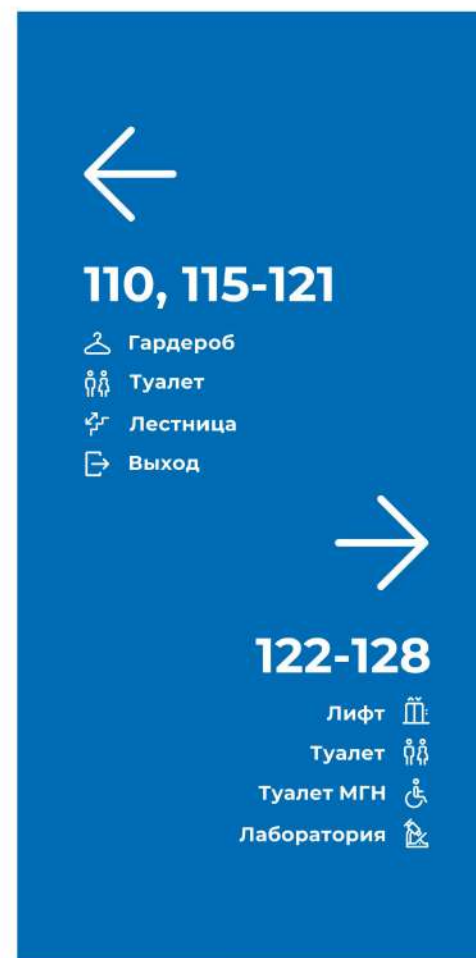 110, 115-121
Гардероб
Туалет
Лестница
Выход
122-128
Лифт
Туалет
Туалет МГН
Лаборатория